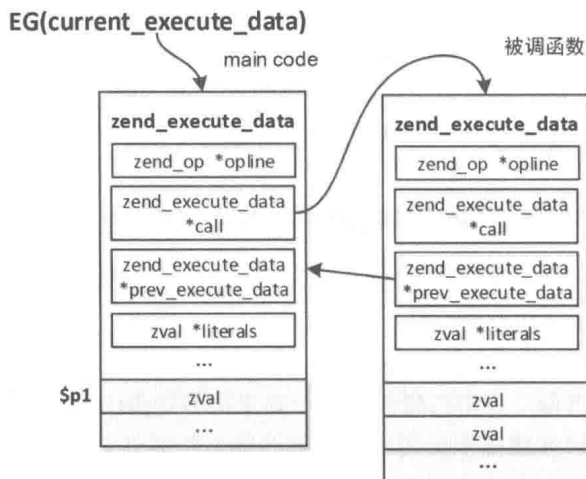 EG(current_execute_data)
main code
被调函数
zend_execute_data
zend_op *opline
zend_execute_data
*call
zend_execute_data
*prev_execute_data
zval *literals
...
$p1
zval
...
zend_execute_data
zend_op *opline
zend_execute_data
*call
zend_execute_data
*prev_execute_data
zval *literals
...
zval
zval
...